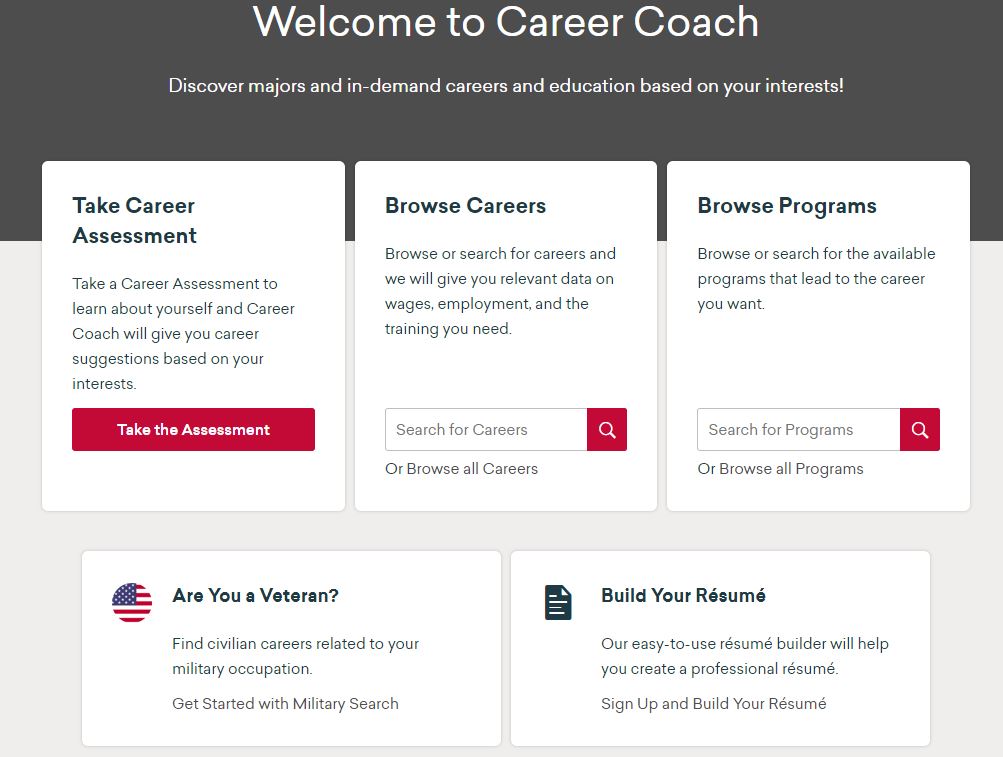 Welcome to Career Coach
Discover majors and in-demand careers and education based on your interests!
Take Career
Assessment
Take a Career Assessment to
learn about yourself and Career
Coach will give you career
suggestions based on your
interests.
Take the Assessment
Browse Careers
Browse or search for careers and
we will give you relevant data on
wages, employment, and the
training you need.
Search for Careers
Or Browse all Careers
Browse Programs
Browse or search for the available
programs that lead to the career
you want.
Search for Programs
Or Browse all Programs
Are You a Veteran?
Find civilian careers related to your
military occupation.
Get Started with Military Search
Build Your Résumé
Our easy-to-use résumé builder will help
you create a professional résumé.
Sign Up and Build Your Résumé